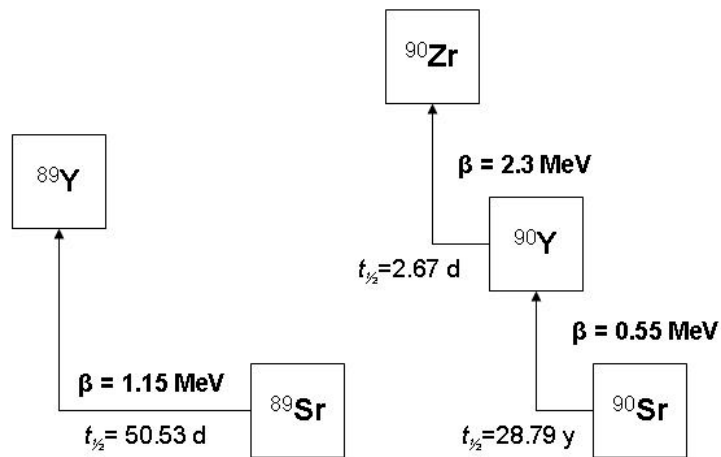 ⁹⁰Zr
⁸⁹Y
β = 2.3 MeV
⁹⁰Y
t½=2.67 d
β = 0.55 MeV
β = 1.15 MeV
⁸⁹Sr
⁹⁰Sr
t½= 50.53 d
t½=28.79 y